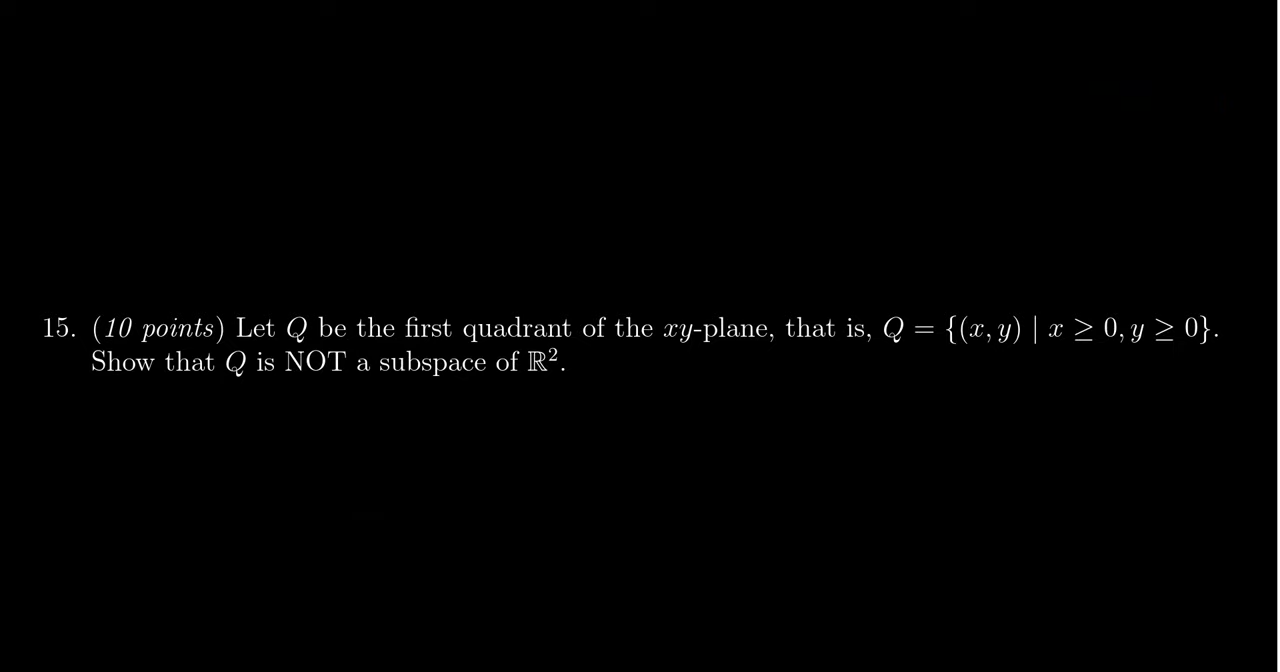 15. (10 points) Let Q be the first quadrant of the xy-plane, that is, Q = {(x, y) | x ≥ 0, y ≥ 0}.
Show that Q is NOT a subspace of ℝ².